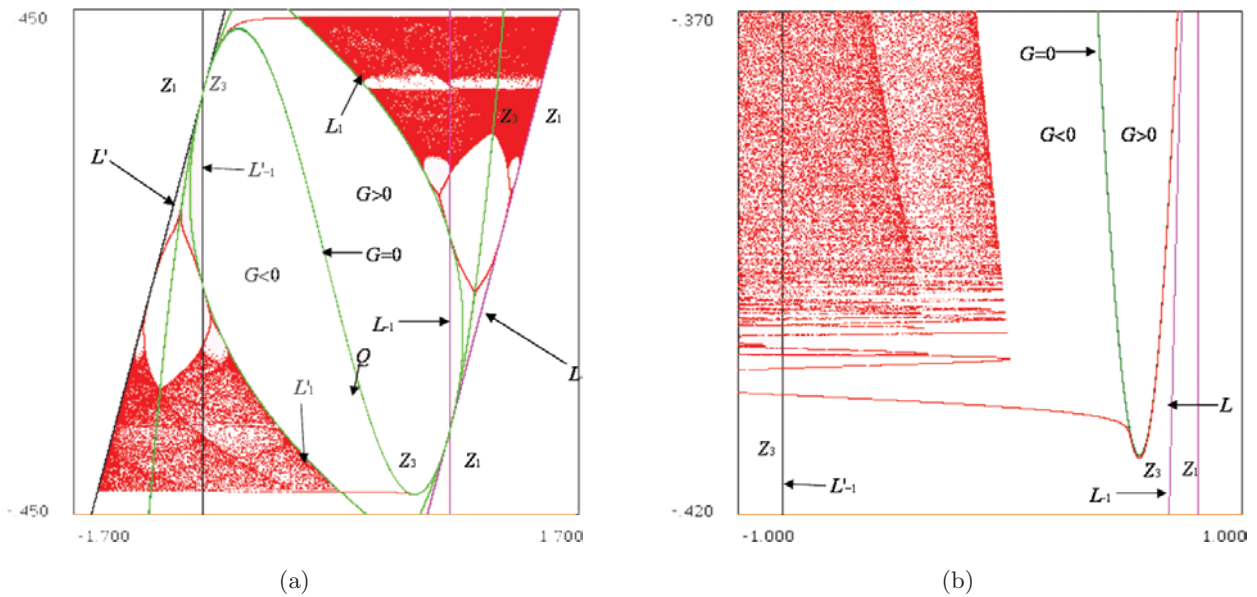 .450
-.450
-1.700
1.700
Z1
Z3
L'
L'-1
L1
Z3
Z1
G>0
G=0
G<0
L-1
Q
L
L'1
Z3
Z1
(a)
-.370
-.420
-1.000
1.000
G=0
G<0
G>0
L
Z3
L'-1
Z3
Z1
L-1
(b)